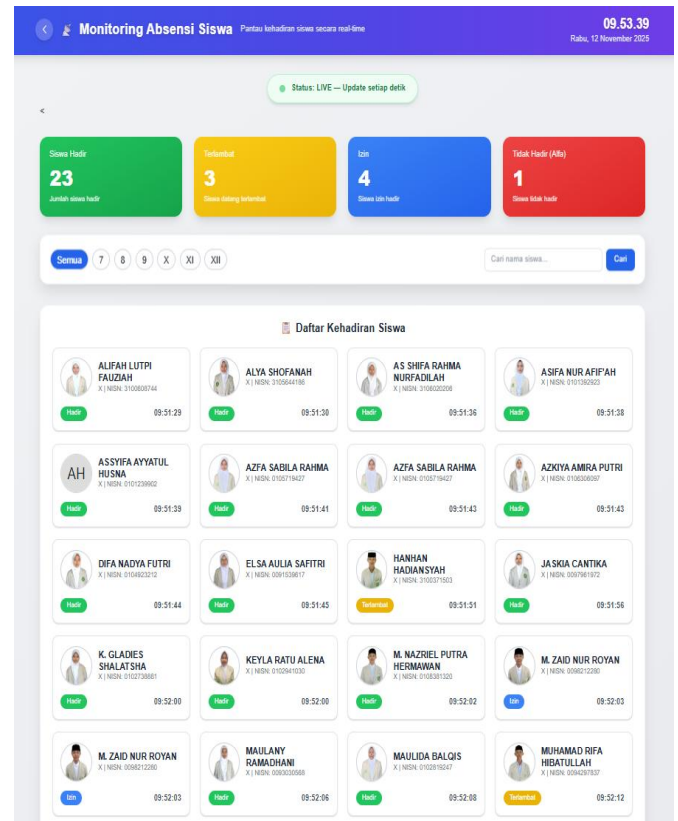 Monitoring Absensi Siswa Pantau kehadiran siswa secara real-time
09.53.39
Rabu, 12 November 2025
Status: LIVE — Update setiap detik
<
Siswa Hadir
23
Jumlah siswa hadir
Terlambat
3
Siswa datang terlambat
Izin
4
Siswa izin hadir
Tidak Hadir (Alfa)
1
Siswa tidak hadir
Semua 7 8 9 X XI XII
Cari nama siswa...
Cari
Daftar Kehadiran Siswa
ALIFAH LUTPI
FAUZIAH
X | NISN: 3100808744
Hadir 09:51:29
ALYA SHOFANAH
X | NISN: 3105644186
Hadir 09:51:30
AS SHIFA RAHMA
NURFADILAH
X | NISN: 3106020208
Hadir 09:51:36
ASIFA NUR AFIF'AH
X | NISN: 0101392923
Hadir 09:51:38
AH
ASSYIFA AYYATUL
HUSNA
X | NISN: 0101239902
Hadir 09:51:39
AZFA SABILA RAHMA
X | NISN: 0105719427
Hadir 09:51:41
AZFA SABILA RAHMA
X | NISN: 0105719427
Hadir 09:51:43
AZKIYA AMIRA PUTRI
X | NISN: 0106306097
Hadir 09:51:43
DIFA NADYA FUTRI
X | NISN: 0104923212
Hadir 09:51:44
ELSA AULIA SAFITRI
X | NISN: 0091539617
Hadir 09:51:45
HANHAN
HADIANSYAH
X | NISN: 3100371503
Terlambat 09:51:51
JASKIA CANTIKA
X | NISN: 0097981972
Hadir 09:51:56
K. GLADIES
SHALATSHA
X | NISN: 0102738681
Hadir 09:52:00
KEYLA RATU ALENA
X | NISN: 0102941030
Hadir 09:52:00
M. NAZRIEL PUTRA
HERMAWAN
X | NISN: 0108381320
Hadir 09:52:02
M. ZAID NUR ROYAN
X | NISN: 0098212280
Izin 09:52:03
M. ZAID NUR ROYAN
X | NISN: 0098212280
Izin 09:52:03
MAULANY
RAMADHANI
X | NISN: 0093030568
Hadir 09:52:06
MAULIDA BALQIS
X | NISN: 0102619247
Hadir 09:52:08
MUHAMAD RIFA
HIBATULLAH
X | NISN: 0094297837
Terlambat 09:52:12